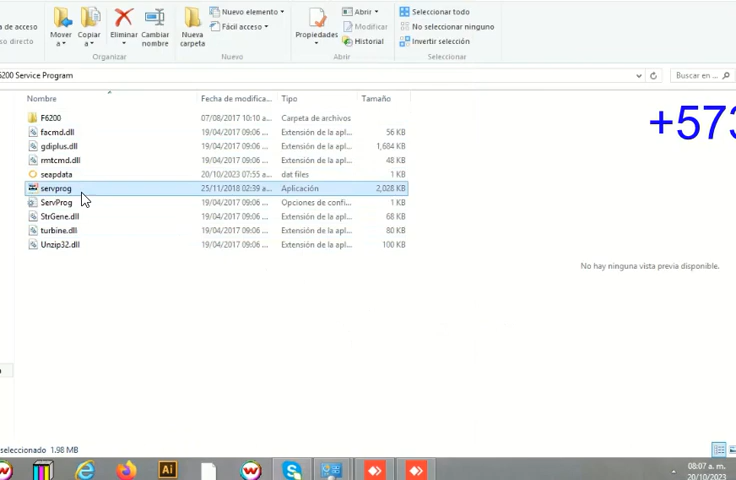 de acceso
directo
Mover a
Copiar a
Eliminar
Cambiar nombre
Organizar
Nueva carpeta
Nuevo elemento
Fácil acceso
Nuevo
Propiedades
Abrir
Modificar
Historial
Abrir
Seleccionar todo
No seleccionar ninguno
Invertir selección
Seleccionar
6200 Service Program
Buscar en ...
Nombre Fecha de modifica... Tipo Tamaño
+573
F6200 07/08/2017 10:10 a... Carpeta de archivos
facmd.dll 19/04/2017 09:06 ... Extensión de la apl... 56 KB
gdiplus.dll 19/04/2017 09:06 ... Extensión de la apl... 1,684 KB
rmtcmd.dll 19/04/2017 09:06 ... Extensión de la apl... 48 KB
seapdata 20/10/2023 07:55 a... dat files 1 KB
servprog 25/11/2018 02:39 a... Aplicación 2,028 KB
ServProg 19/04/2017 09:06 ... Opciones de confi... 1 KB
StrGene.dll 19/04/2017 09:06 ... Extensión de la apl... 68 KB
turbine.dll 19/04/2017 09:06 ... Extensión de la apl... 80 KB
Unzip32.dll 19/04/2017 09:06 ... Extensión de la apl... 100 KB
No hay ninguna vista previa disponible.
seleccionado 1.98 MB
Ai
08:07 a. m.
20/10/2023